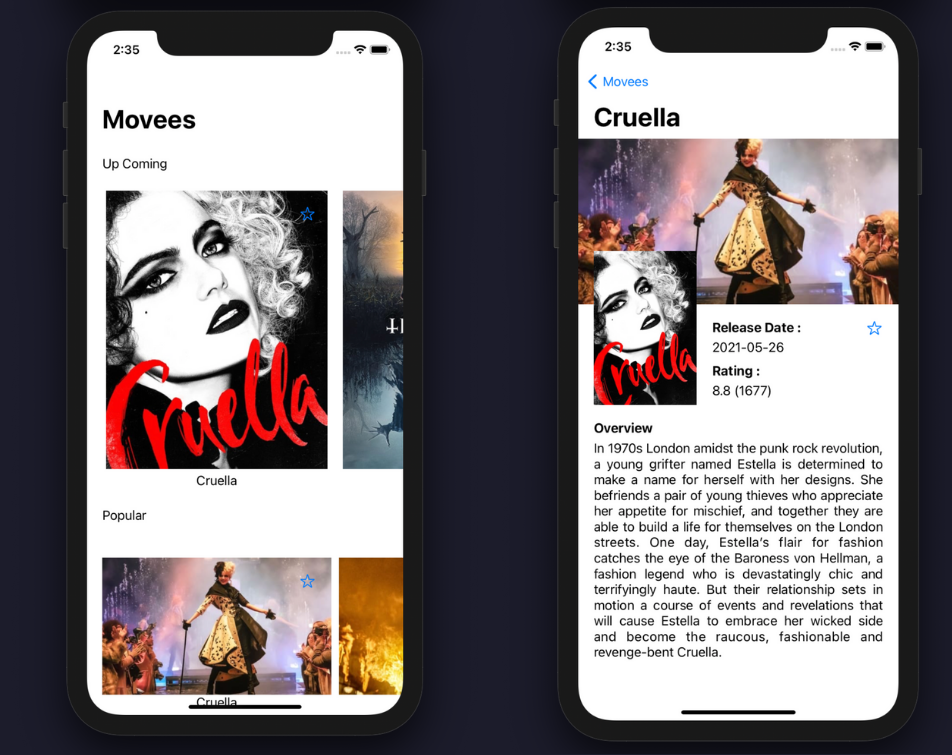 2:35
Movees
Up Coming
Cruella
Cruella
Popular
Cruella
2:35
Movees
Cruella
Cruella
Release Date :
2021-05-26
Rating :
8.8 (1677)
Overview
In 1970s London amidst the punk rock revolution,
a young grifter named Estella is determined to
make a name for herself with her designs. She
befriends a pair of young thieves who appreciate
her appetite for mischief, and together they are
able to build a life for themselves on the London
streets. One day, Estella's flair for fashion
catches the eye of the Baroness von Hellman, a
fashion legend who is devastatingly chic and
terrifyingly haute. But their relationship sets in
motion a course of events and revelations that
will cause Estella to embrace her wicked side
and become the raucous, fashionable and
revenge-bent Cruella.